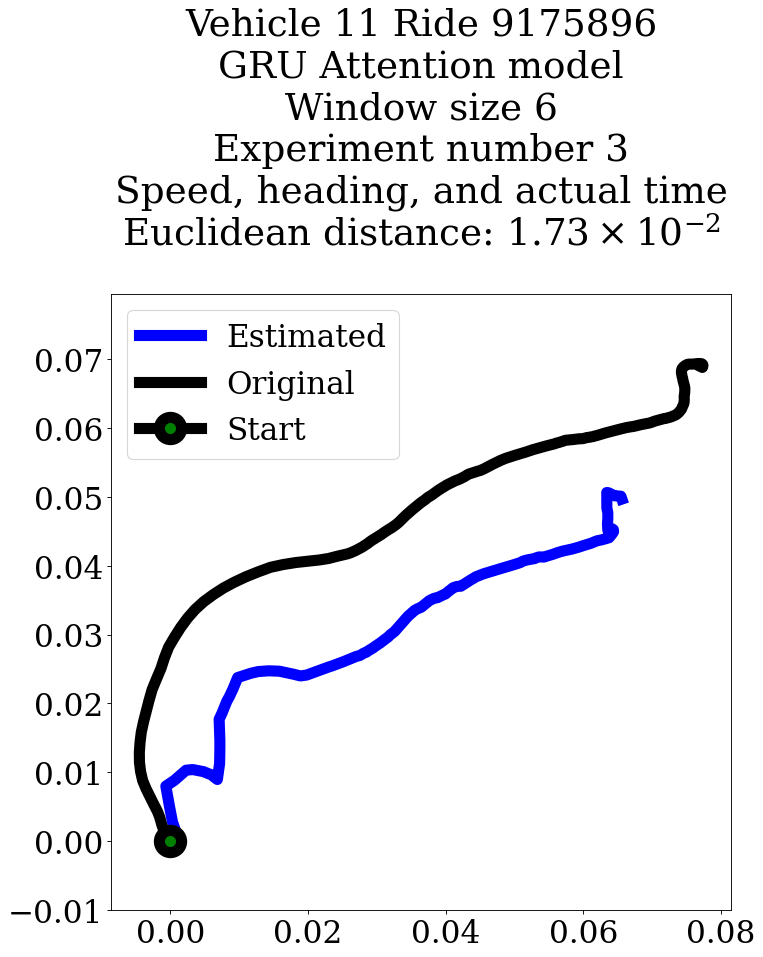 Vehicle 11 Ride 9175896
GRU Attention model
Window size 6
Experiment number 3
Speed, heading, and actual time
Euclidean distance: 1.73 × 10⁻²
Estimated
Original
Start
0.07
0.06
0.05
0.04
0.03
0.02
0.01
0.00
−0.01
0.00 0.02 0.04 0.06 0.08